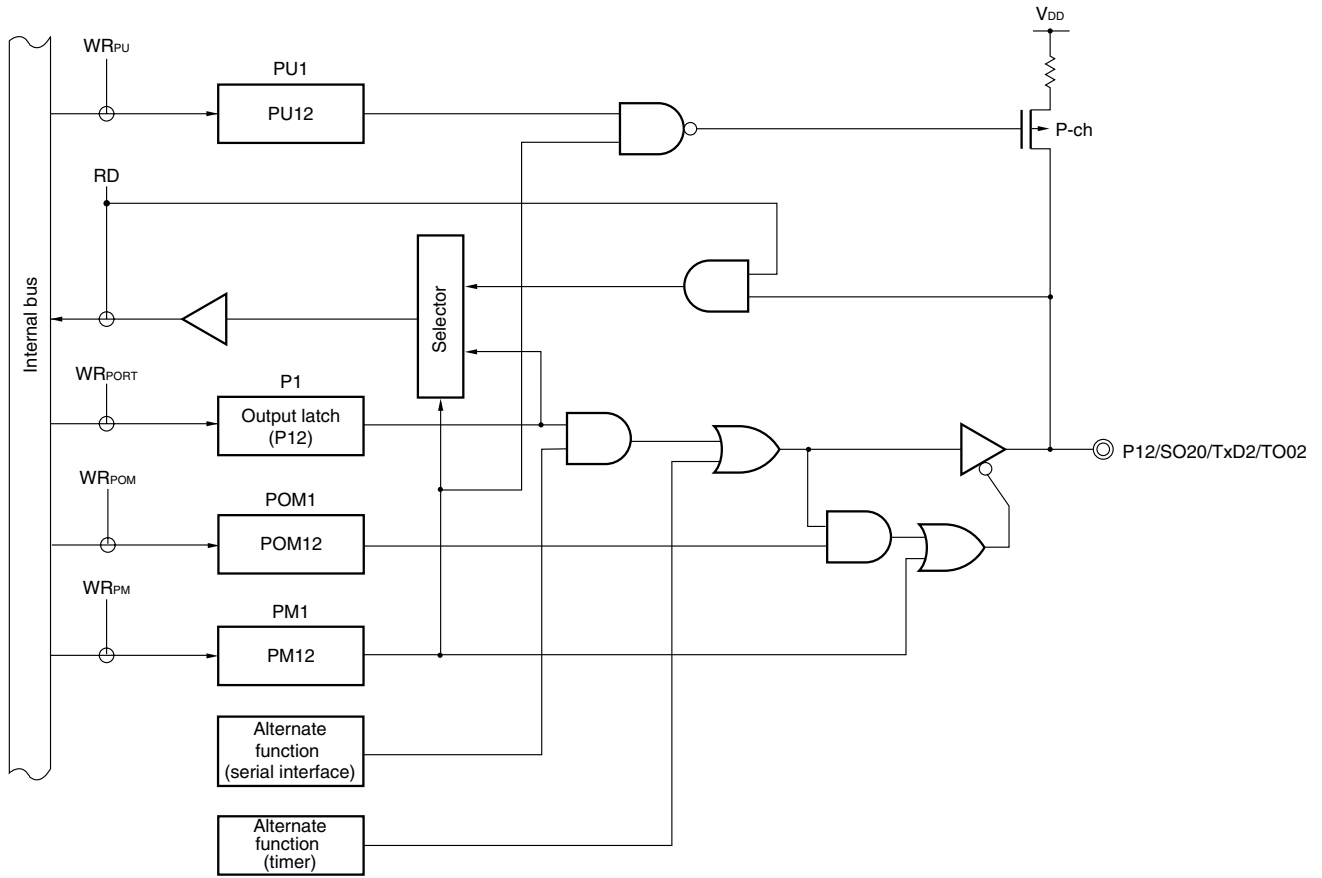 VDD
WRPU
PU1
PU12
P-ch
RD
Internal bus
Selector
WRPORT
P1
Output latch
(P12)
P12/SO20/TxD2/TO02
WRPOM
POM1
POM12
WRPM
PM1
PM12
Alternate
function
(serial interface)
Alternate
function
(timer)